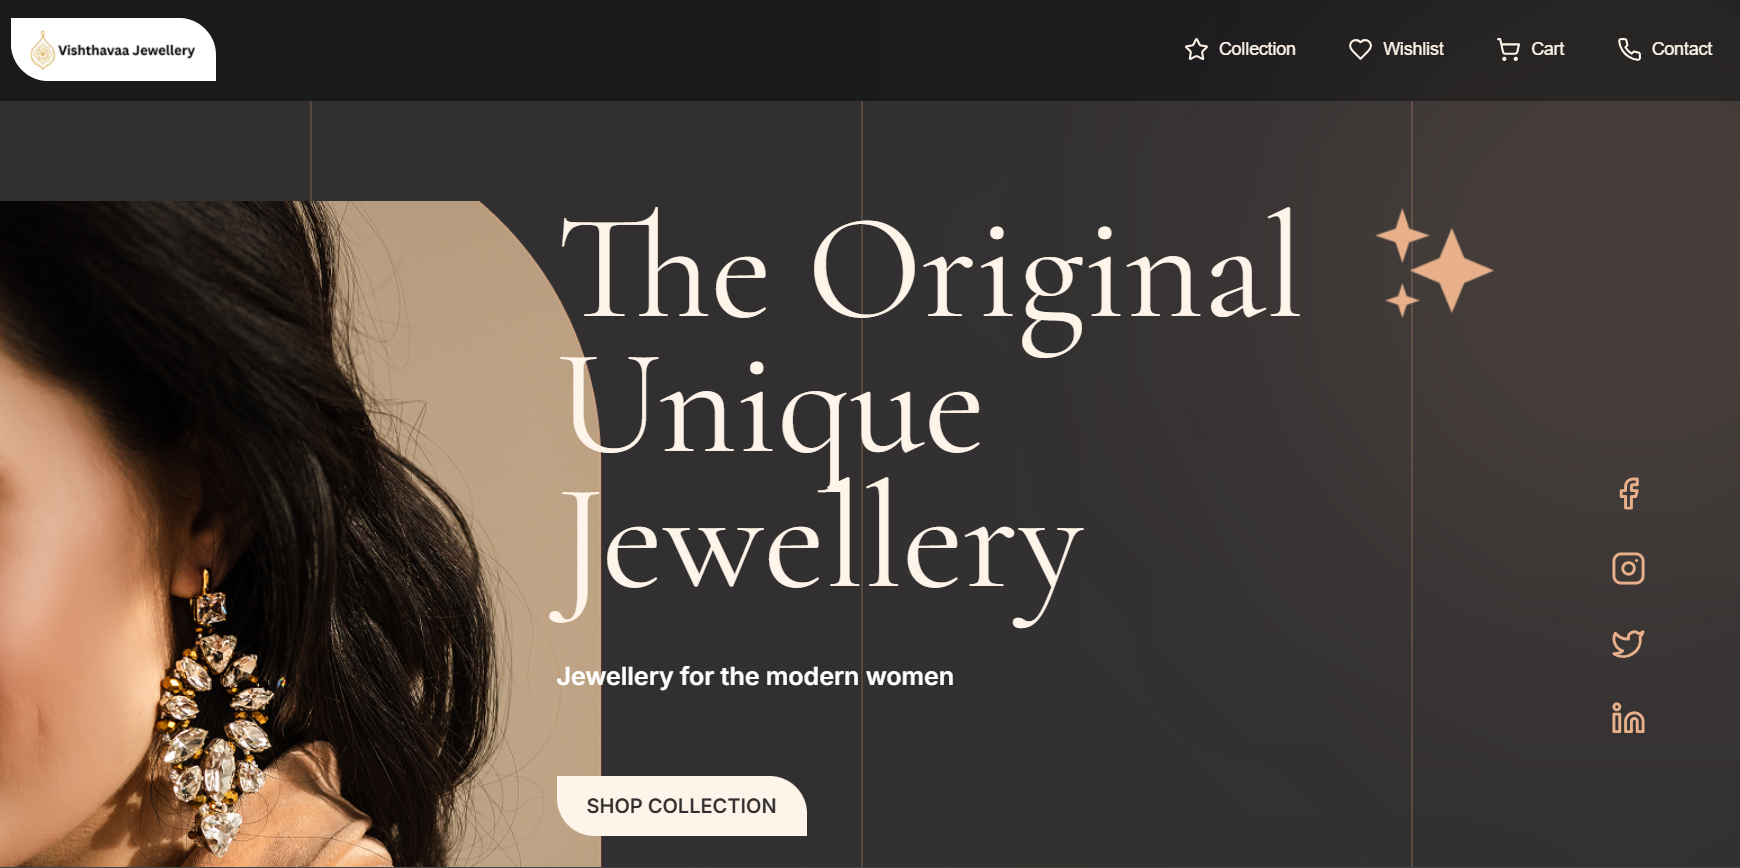 Vishthavaa Jewellery
Collection
Wishlist
Cart
Contact
The Original
Unique
Jewellery
Jewellery for the modern women
SHOP COLLECTION